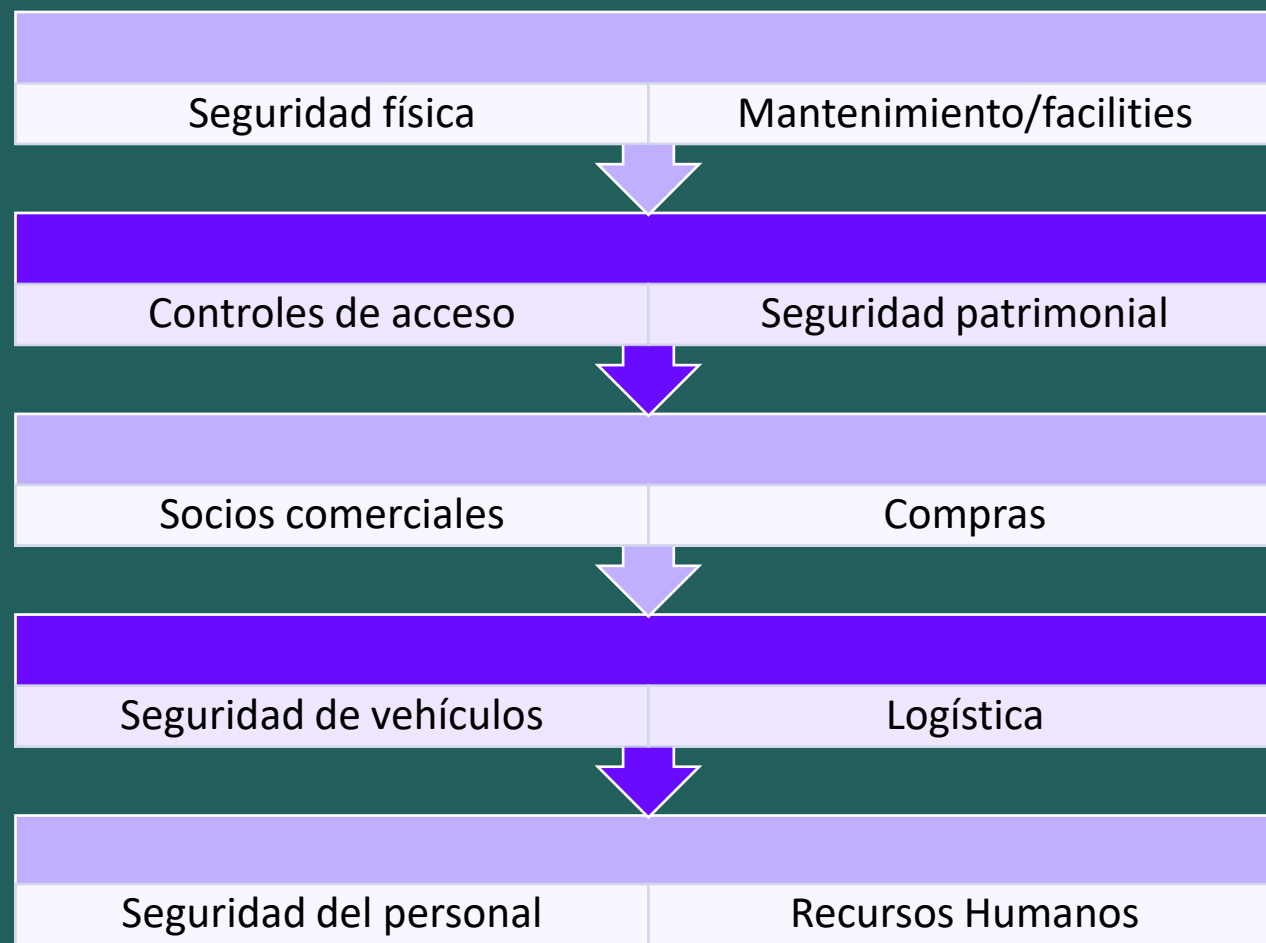 Seguridad física Mantenimiento/facilities
Controles de acceso Seguridad patrimonial
Socios comerciales Compras
Seguridad de vehículos Logística
Seguridad del personal Recursos Humanos